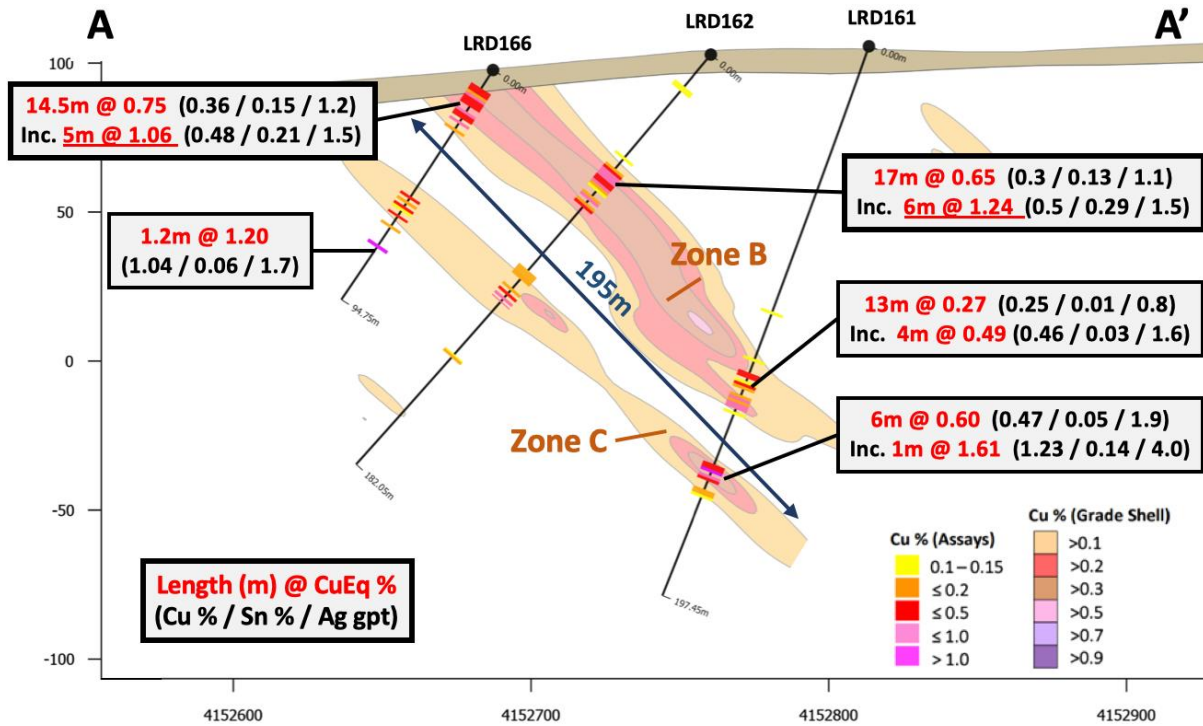 A
A’
LRD166
LRD162
LRD161
0.00m
0.00m
0.00m
100
50
0
-50
-100
14.5m @ 0.75 (0.36 / 0.15 / 1.2)
Inc. 5m @ 1.06 (0.48 / 0.21 / 1.5)
1.2m @ 1.20
(1.04 / 0.06 / 1.7)
17m @ 0.65 (0.3 / 0.13 / 1.1)
Inc. 6m @ 1.24 (0.5 / 0.29 / 1.5)
Zone B
195m
13m @ 0.27 (0.25 / 0.01 / 0.8)
Inc. 4m @ 0.49 (0.46 / 0.03 / 1.6)
94.75m
Zone C
6m @ 0.60 (0.47 / 0.05 / 1.9)
Inc. 1m @ 1.61 (1.23 / 0.14 / 4.0)
182.05m
197.45m
Length (m) @ CuEq %
(Cu % / Sn % / Ag gpt)
Cu % (Assays)
0.1 – 0.15
≤ 0.2
≤ 0.5
≤ 1.0
> 1.0
Cu % (Grade Shell)
>0.1
>0.2
>0.3
>0.5
>0.7
>0.9
4152600
4152700
4152800
4152900